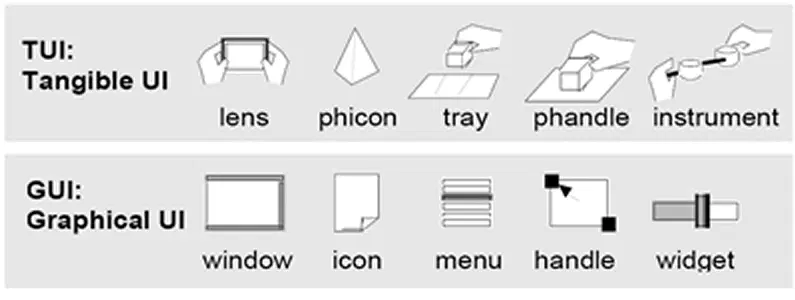 TUI:
Tangible UI
lens phicon tray phandle instrument
GUI:
Graphical UI
window icon menu handle widget